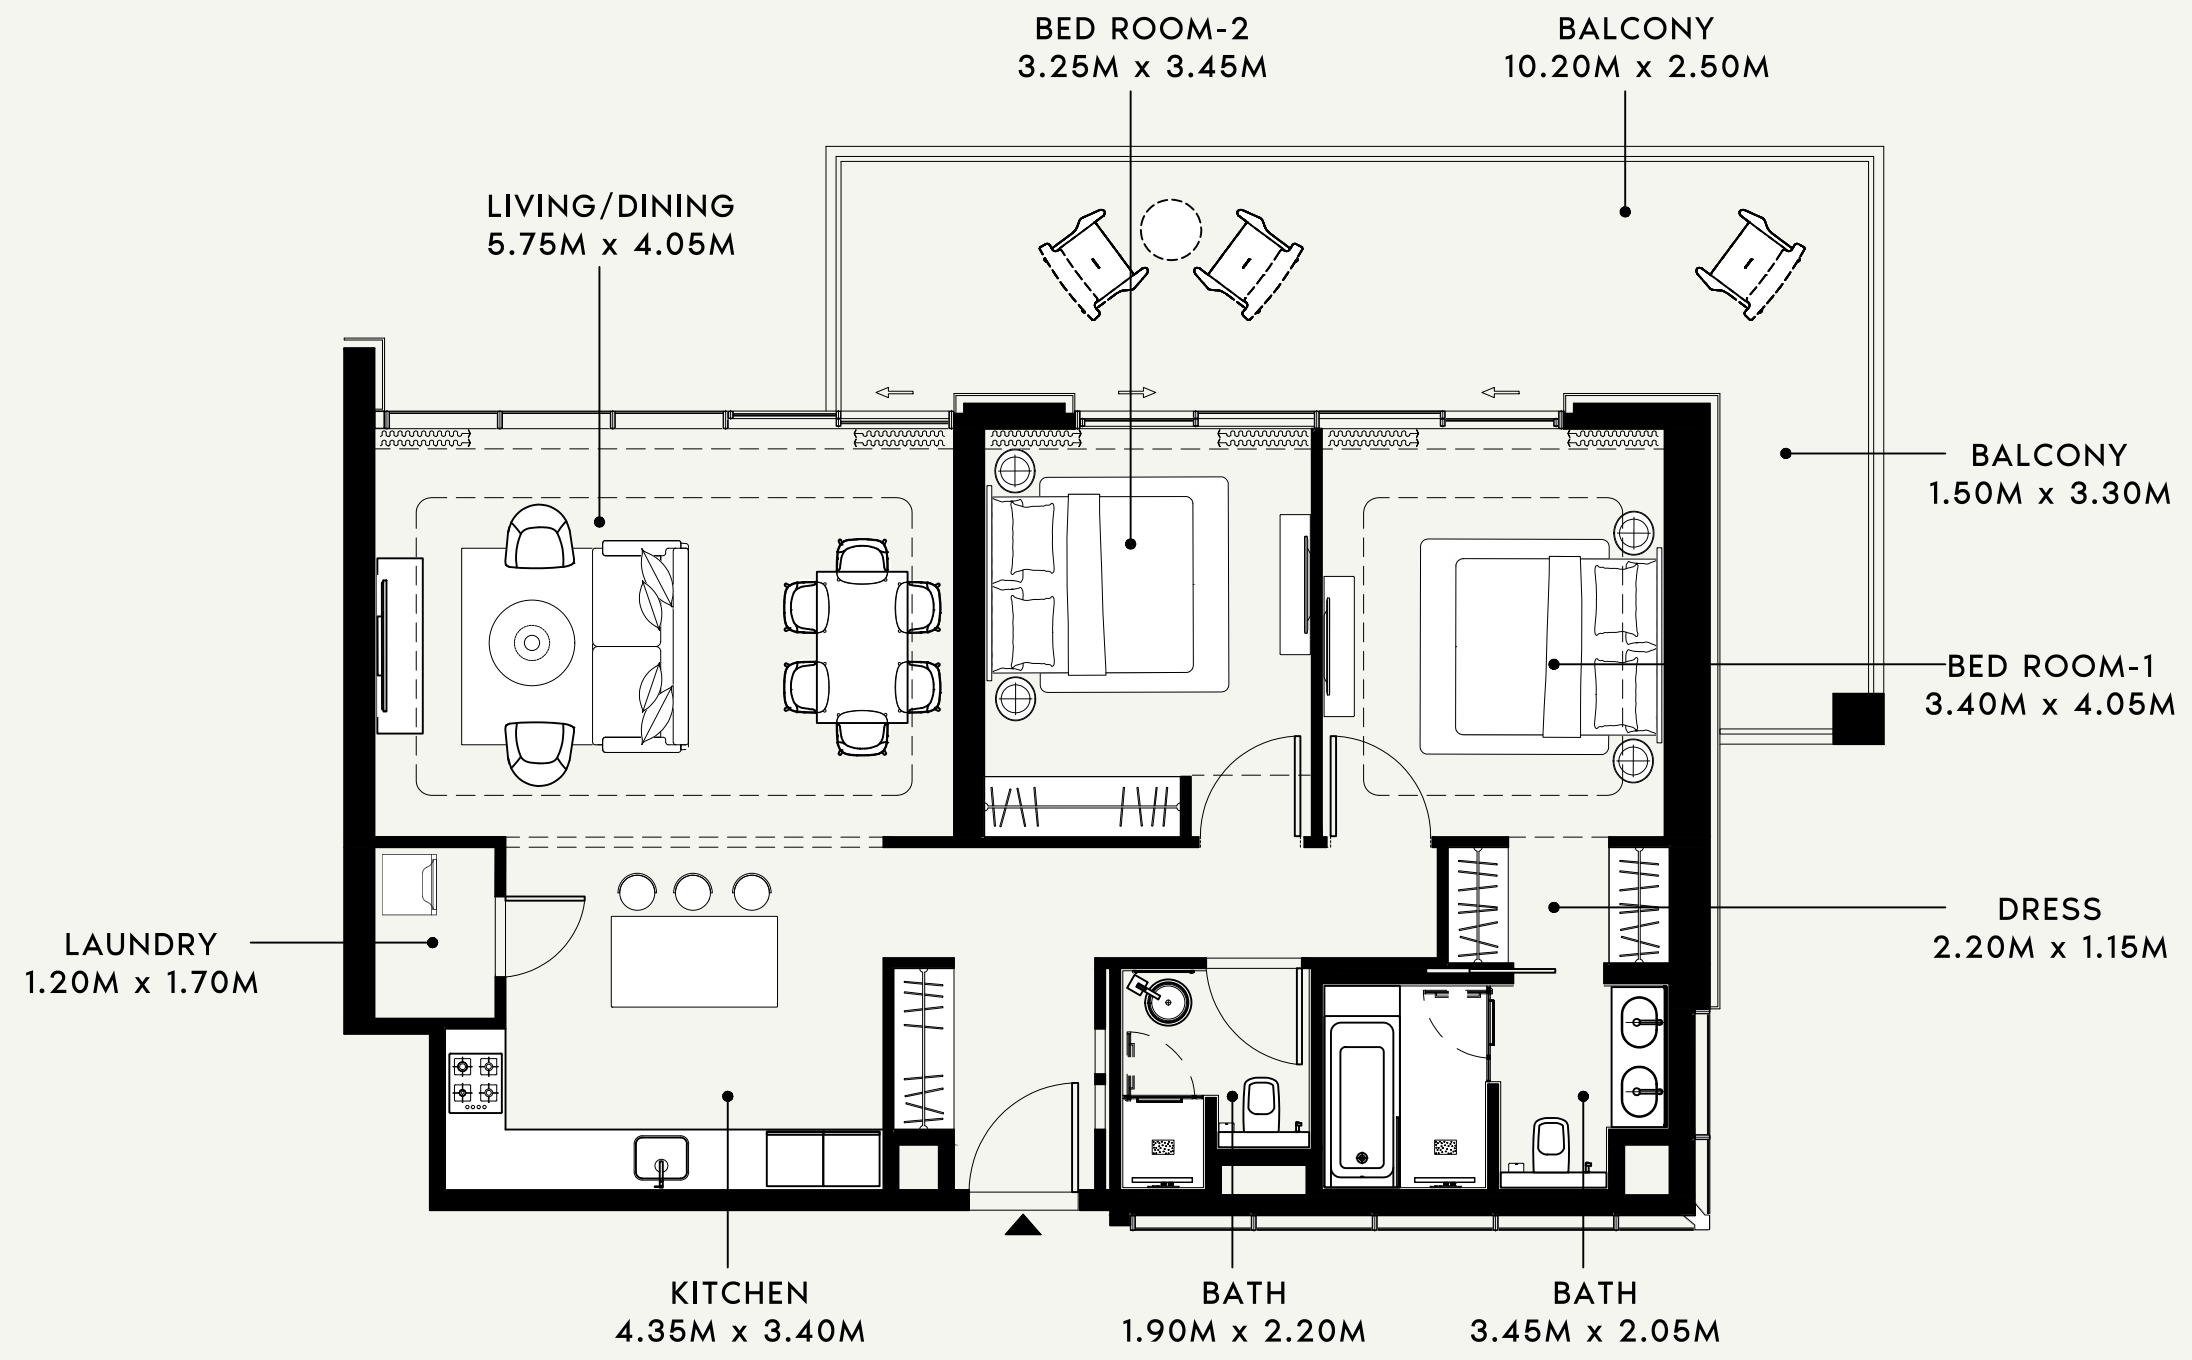 BED ROOM-2
3.25M x 3.45M
BALCONY
10.20M x 2.50M
LIVING/DINING
5.75M x 4.05M
BALCONY
1.50M x 3.30M
BED ROOM-1
3.40M x 4.05M
DRESS
2.20M x 1.15M
LAUNDRY
1.20M x 1.70M
KITCHEN
4.35M x 3.40M
BATH
1.90M x 2.20M
BATH
3.45M x 2.05M